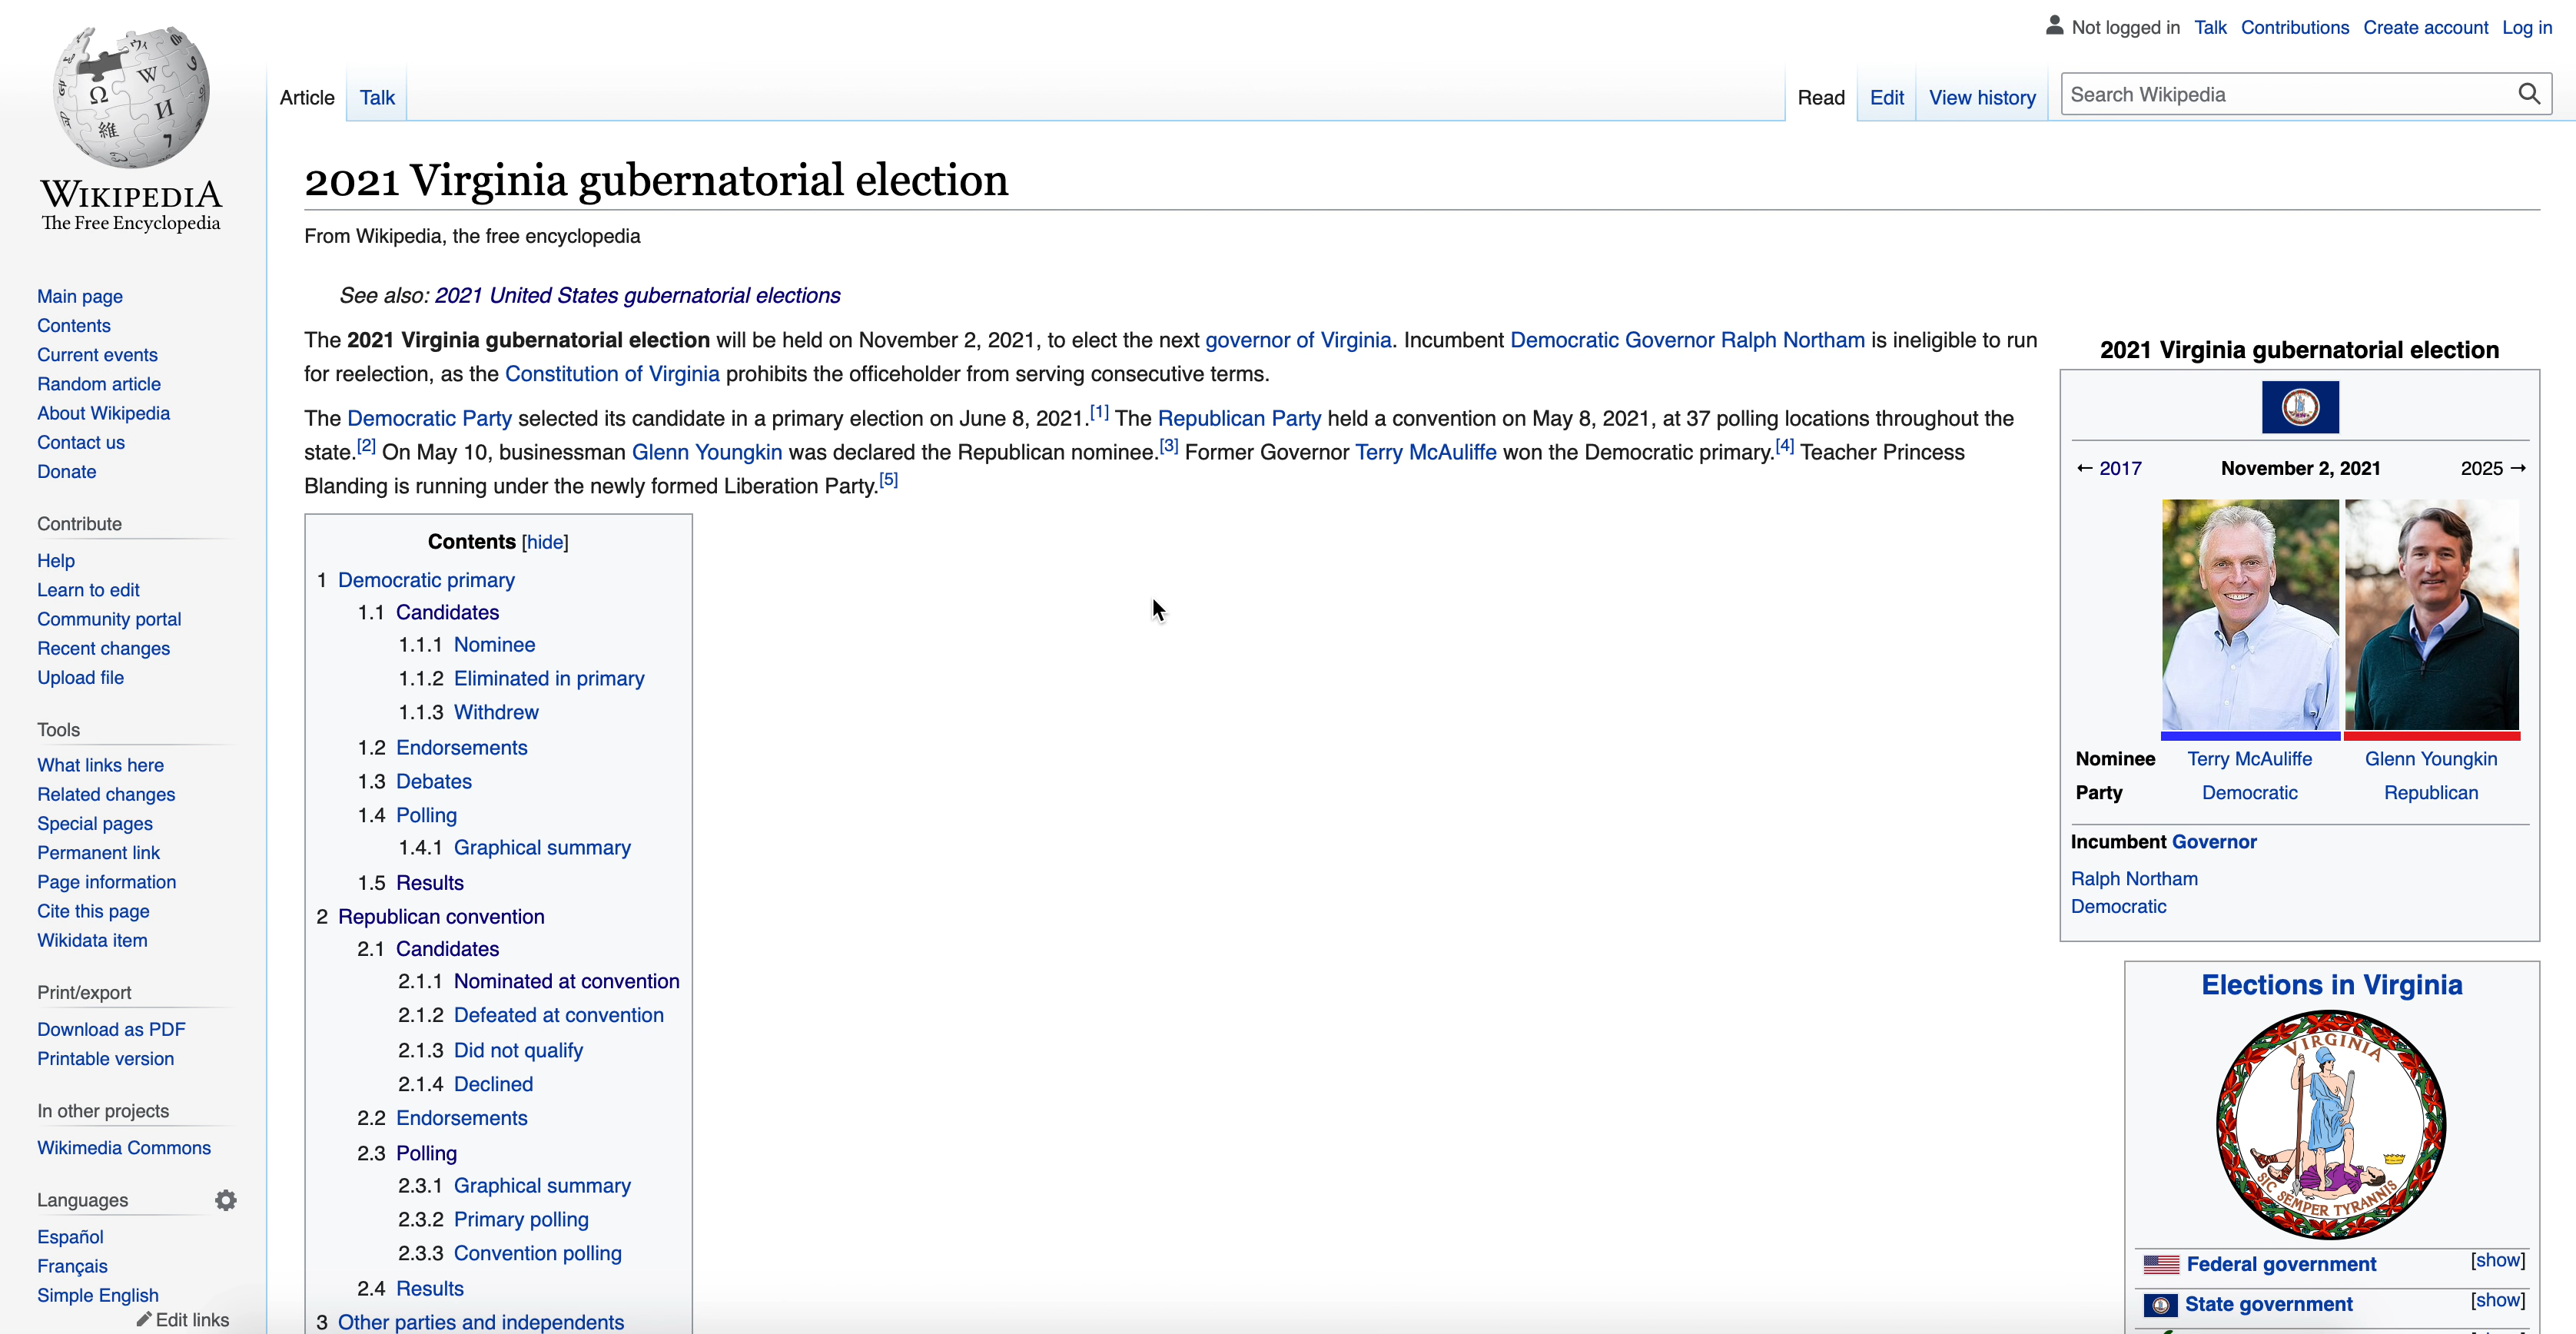 WIKIPEDIA
The Free Encyclopedia
Main page
Contents
Current events
Random article
About Wikipedia
Contact us
Donate
Contribute
Help
Learn to edit
Community portal
Recent changes
Upload file
Tools
What links here
Related changes
Special pages
Permanent link
Page information
Cite this page
Wikidata item
Print/export
Download as PDF
Printable version
In other projects
Wikimedia Commons
Languages
Español
Français
Simple English
Edit links
Not logged in Talk Contributions Create account Log in
Article Talk
Read Edit View history Search Wikipedia
2021 Virginia gubernatorial election
From Wikipedia, the free encyclopedia
See also: 2021 United States gubernatorial elections
The 2021 Virginia gubernatorial election will be held on November 2, 2021, to elect the next governor of Virginia. Incumbent Democratic Governor Ralph Northam is ineligible to run
for reelection, as the Constitution of Virginia prohibits the officeholder from serving consecutive terms.
The Democratic Party selected its candidate in a primary election on June 8, 2021.[1] The Republican Party held a convention on May 8, 2021, at 37 polling locations throughout the
state.[2] On May 10, businessman Glenn Youngkin was declared the Republican nominee.[3] Former Governor Terry McAuliffe won the Democratic primary.[4] Teacher Princess
Blanding is running under the newly formed Liberation Party.[5]
Contents [hide]
1 Democratic primary
1.1 Candidates
1.1.1 Nominee
1.1.2 Eliminated in primary
1.1.3 Withdrew
1.2 Endorsements
1.3 Debates
1.4 Polling
1.4.1 Graphical summary
1.5 Results
2 Republican convention
2.1 Candidates
2.1.1 Nominated at convention
2.1.2 Defeated at convention
2.1.3 Did not qualify
2.1.4 Declined
2.2 Endorsements
2.3 Polling
2.3.1 Graphical summary
2.3.2 Primary polling
2.3.3 Convention polling
2.4 Results
3 Other parties and independents
2021 Virginia gubernatorial election
← 2017 November 2, 2021 2025 →
Nominee Terry McAuliffe Glenn Youngkin
Party Democratic Republican
Incumbent Governor
Ralph Northam
Democratic
Elections in Virginia
VIRGINIA
SIC SEMPER TYRANNIS
Federal government [show]
State government [show]